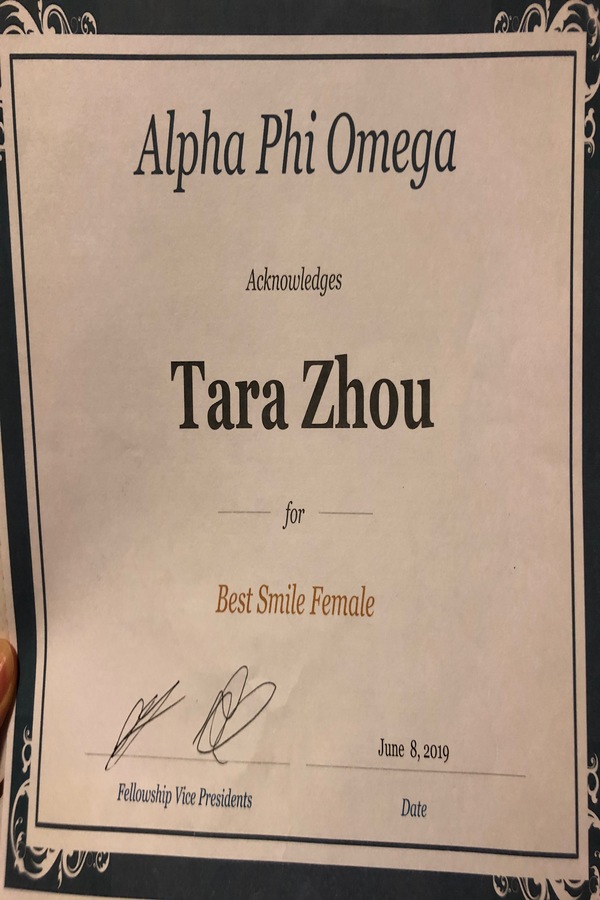 Alpha Phi Omega
Acknowledges
Tara Zhou
for
Best Smile Female
June 8, 2019
Fellowship Vice Presidents
Date